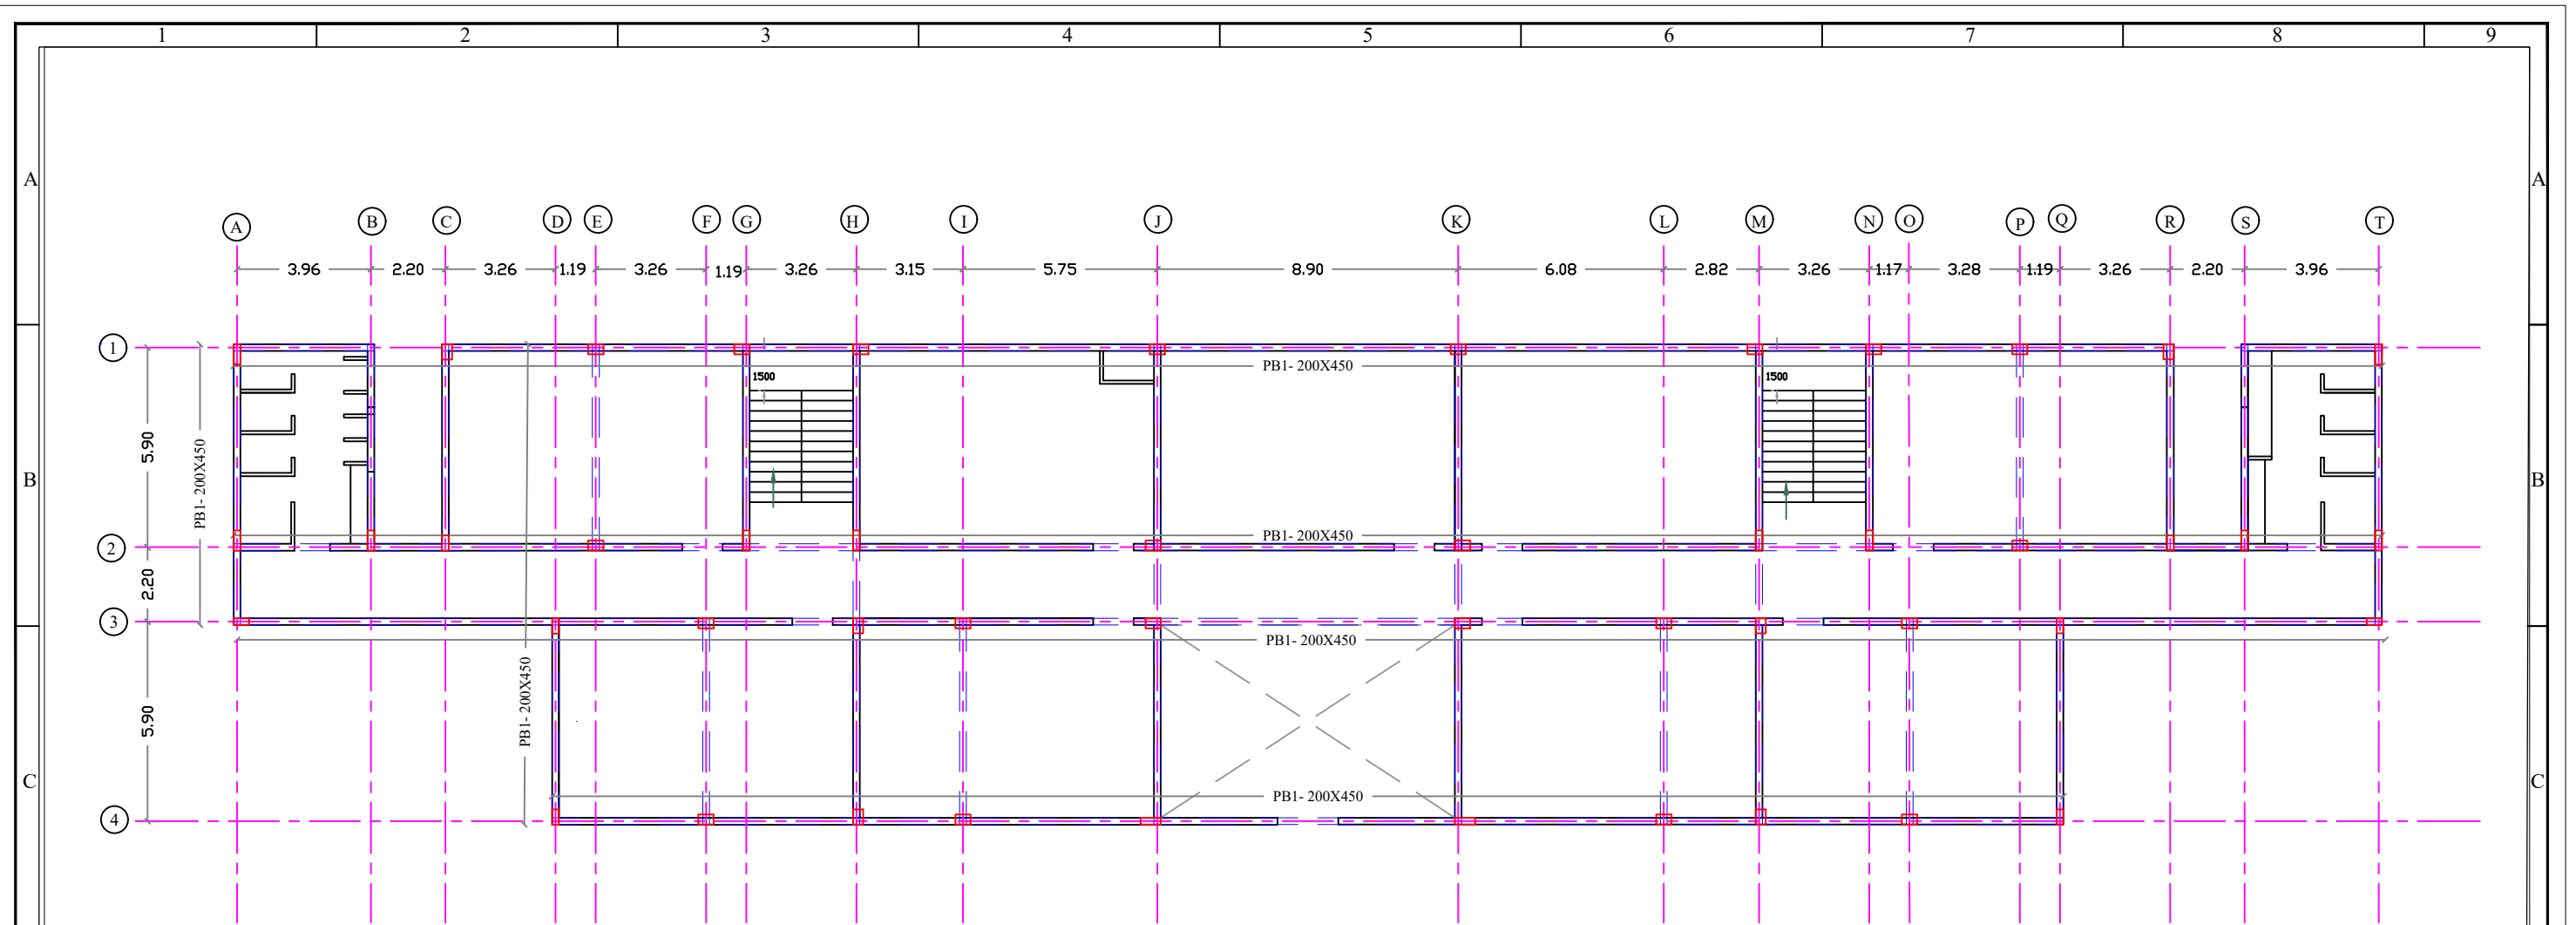 1 2 3 4 5 6 7 8 9
A A
A B C D E F G H I J K L M N O P Q R S T
3.96 2.20 3.26 1.19 3.26 1.19 3.26 3.15 5.75 8.90 6.08 2.82 3.26 1.17 3.28 1.19 3.26 2.20 3.96
1
PB1- 200X450
1500 1500
5.90
PB1- 200X450
B B
PB1- 200X450
2
2.20
3
PB1- 200X450
PB1- 200X450
5.90
C C
PB1- 200X450
4